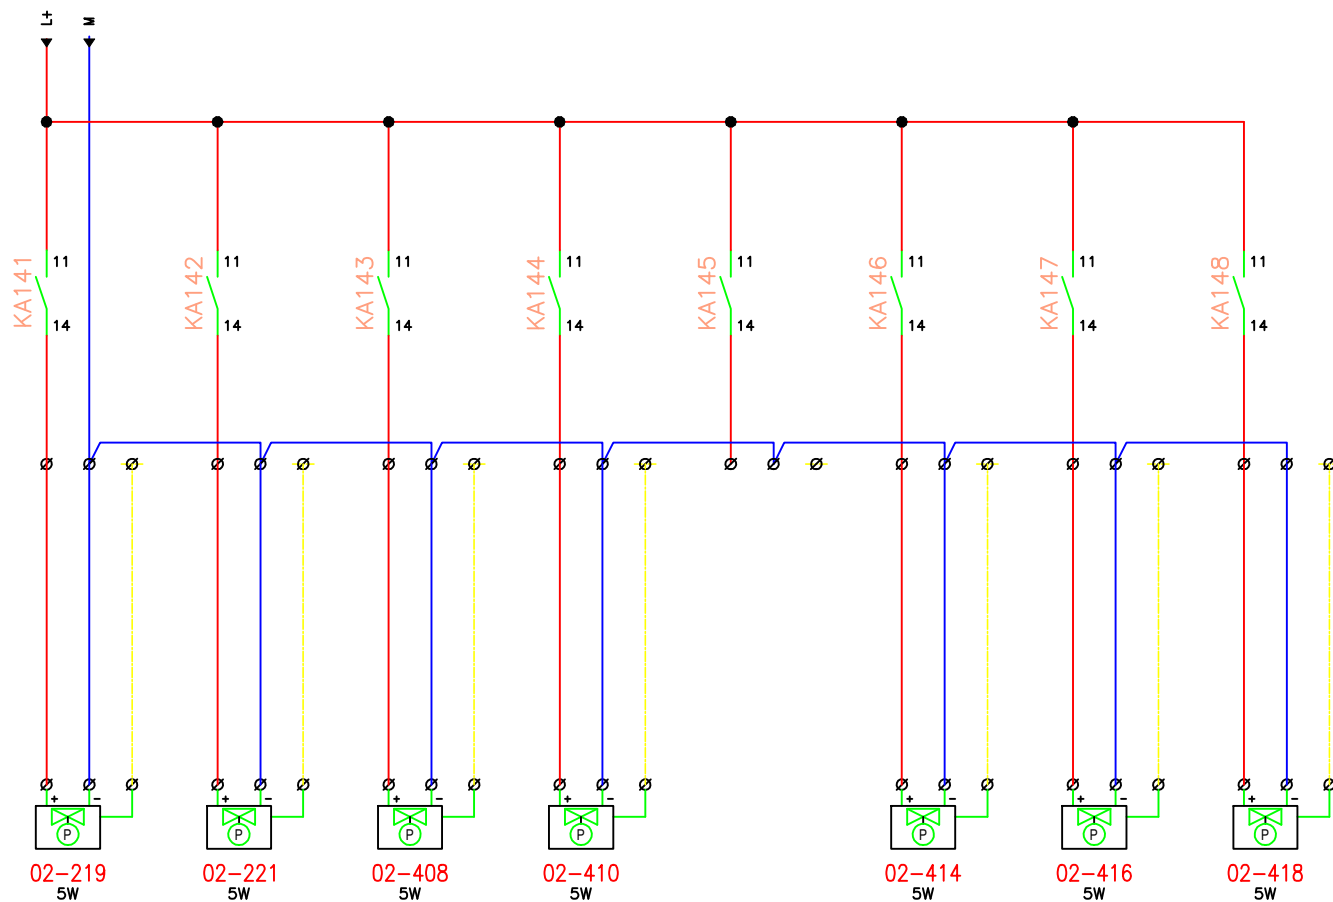 L+
M
KA141
11
14
KA142
11
14
KA143
11
14
KA144
11
14
KA145
11
14
KA146
11
14
KA147
11
14
KA148
11
14
+ −
P
02-219
5W
+ −
P
02-221
5W
+ −
P
02-408
5W
+ −
P
02-410
5W
+ −
P
02-414
5W
+ −
P
02-416
5W
+ −
P
02-418
5W